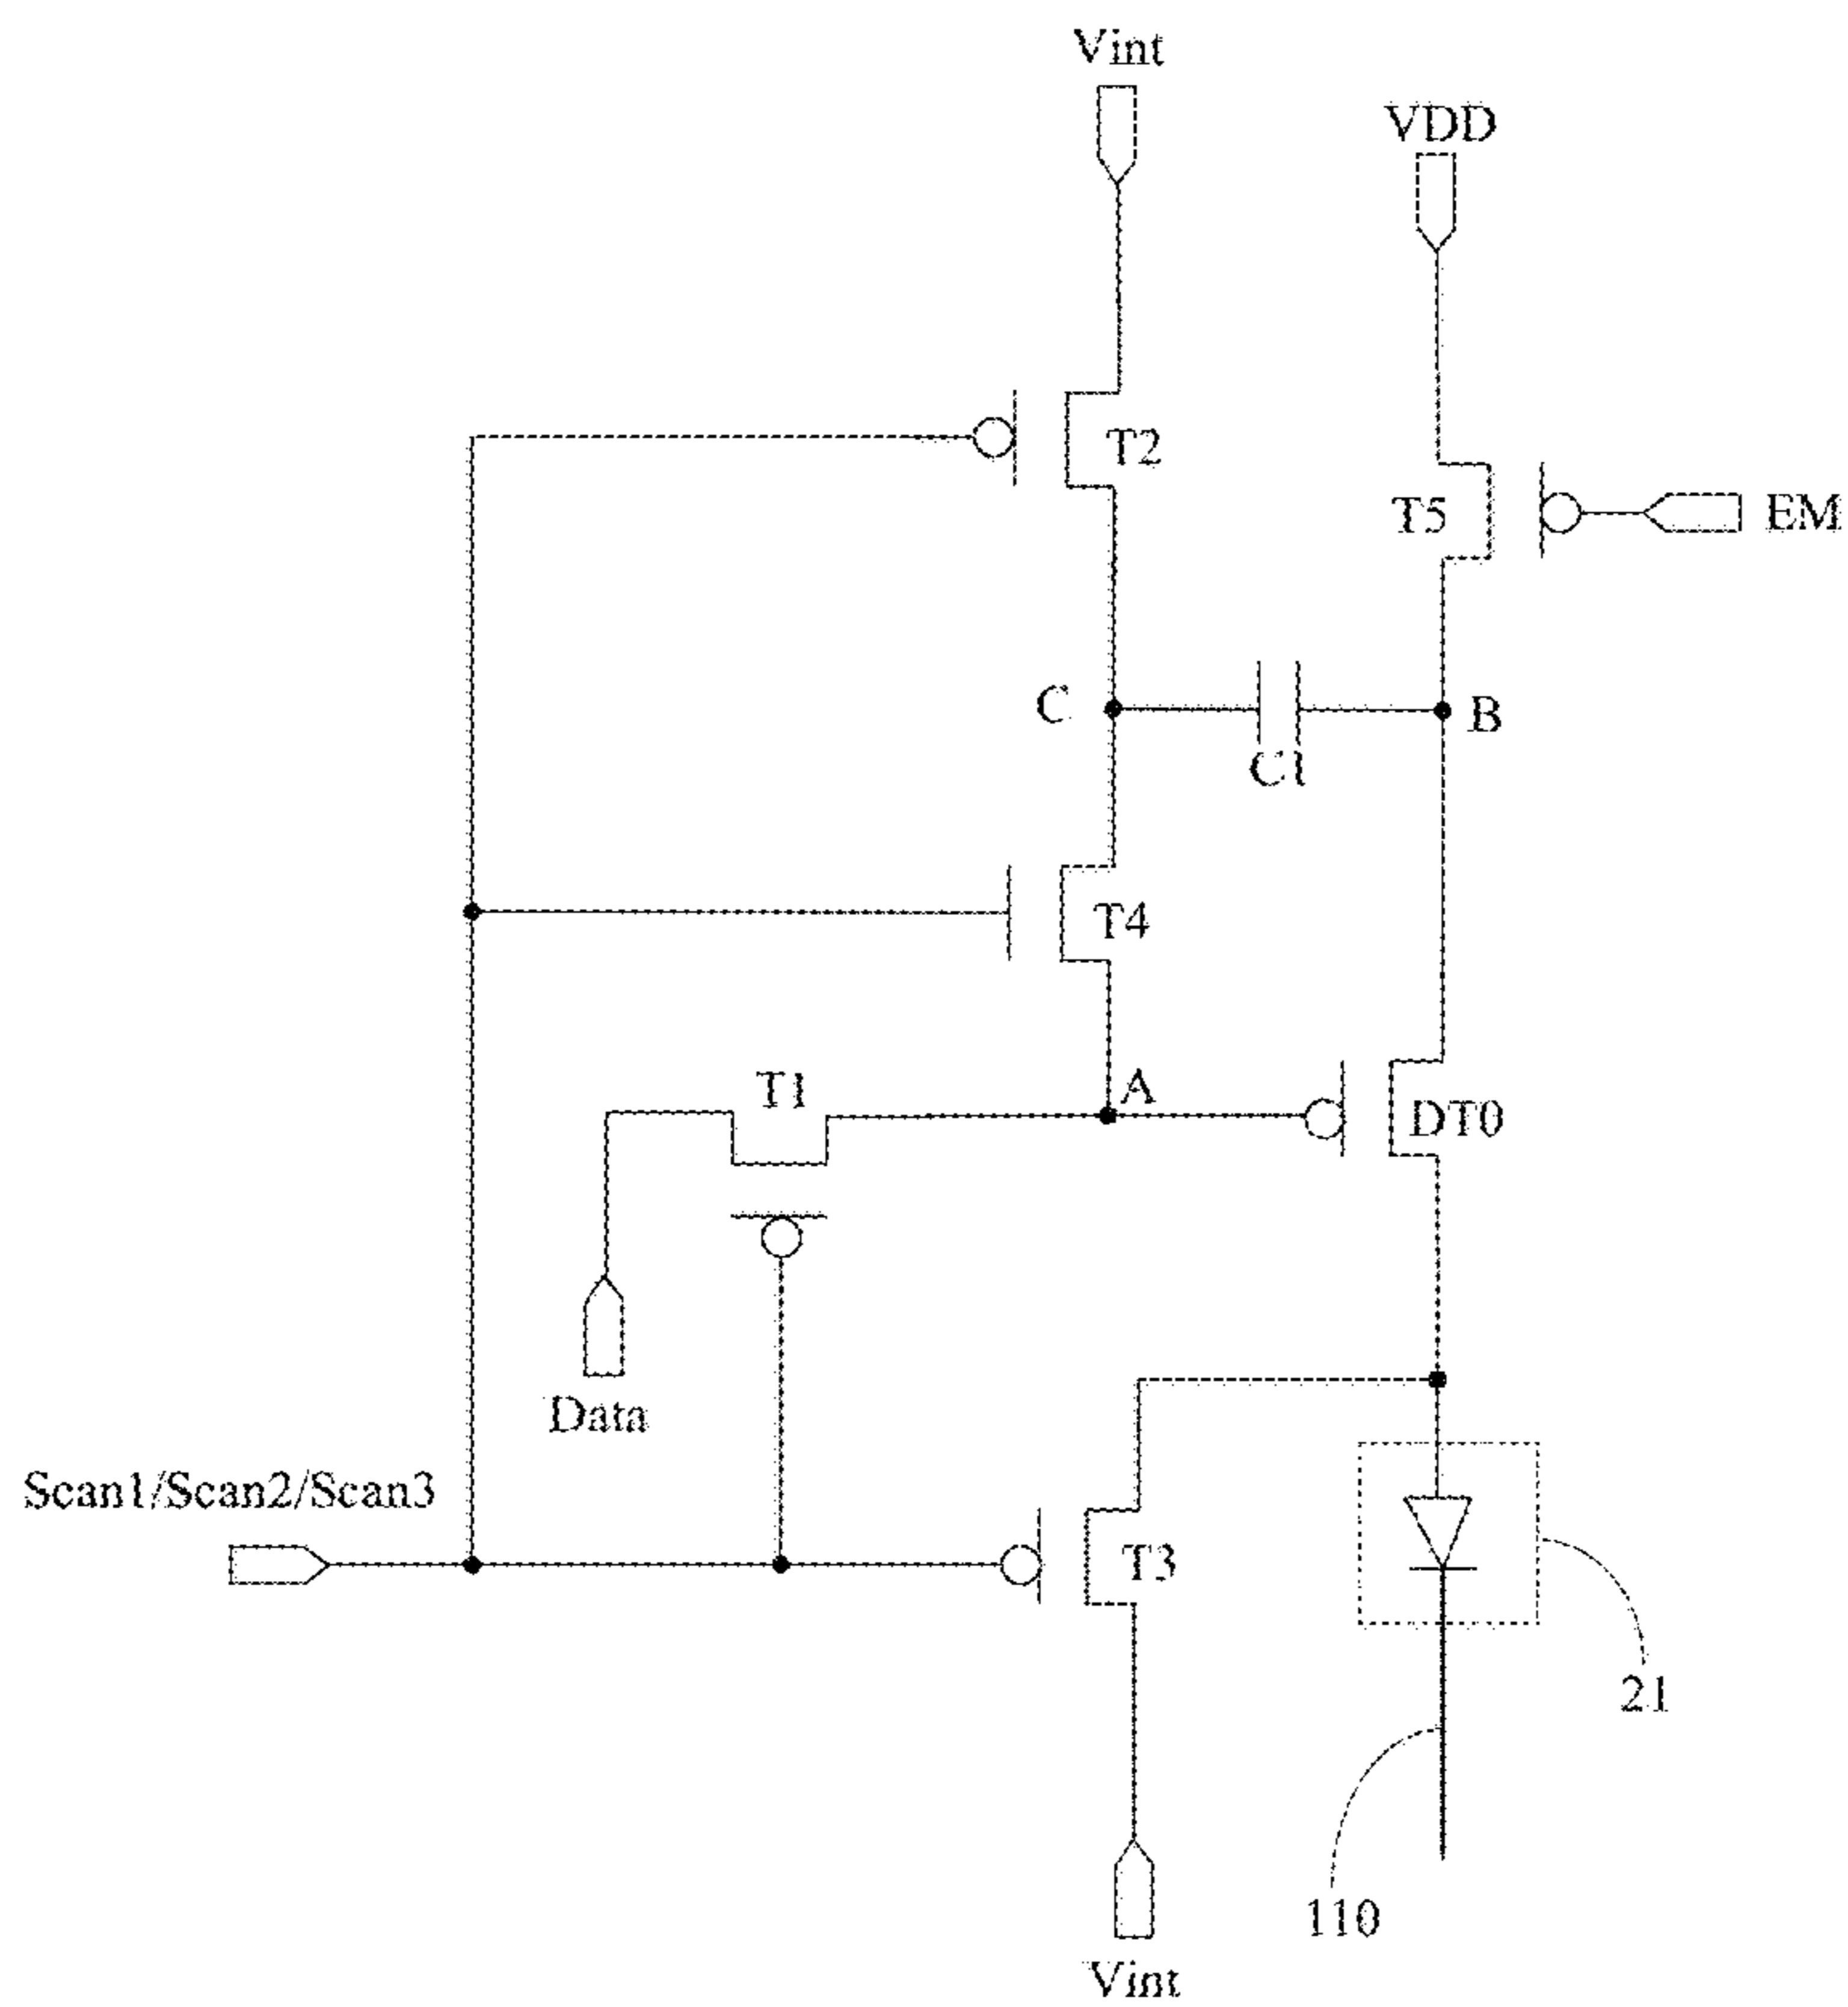 Vint
VDD
T2
T5
EM
C
B
C1
T4
T1
A
DT0
Data
Scan1/Scan2/Scan3
T3
21
110
Vint